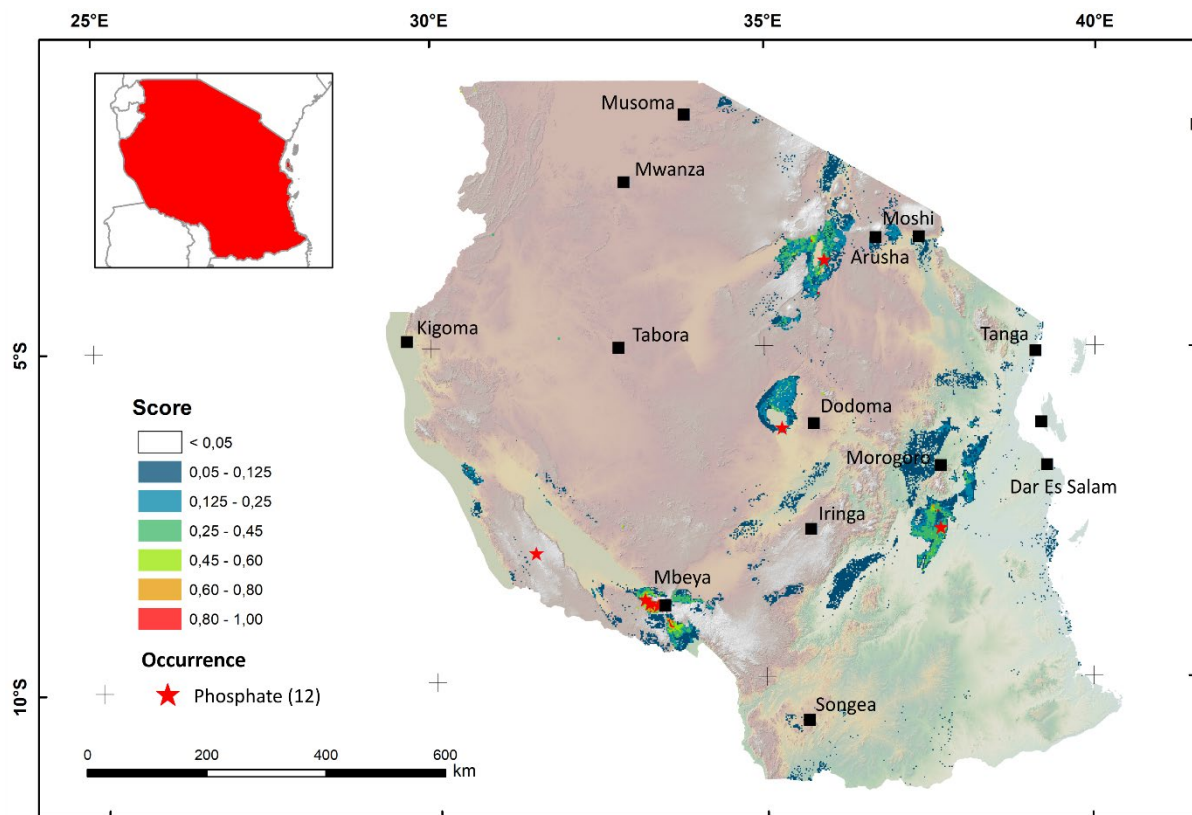 25°E 30°E 35°E 40°E
Musoma
Mwanza
Moshi
Arusha
Kigoma
Tabora
Tanga
5°S
Score
< 0,05
0,05 - 0,125
0,125 - 0,25
0,25 - 0,45
0,45 - 0,60
0,60 - 0,80
0,80 - 1,00
Dodoma
Morogoro
Dar Es Salam
Iringa
Mbeya
Occurrence
Phosphate (12)
10°S
Songea
0 200 400 600
km